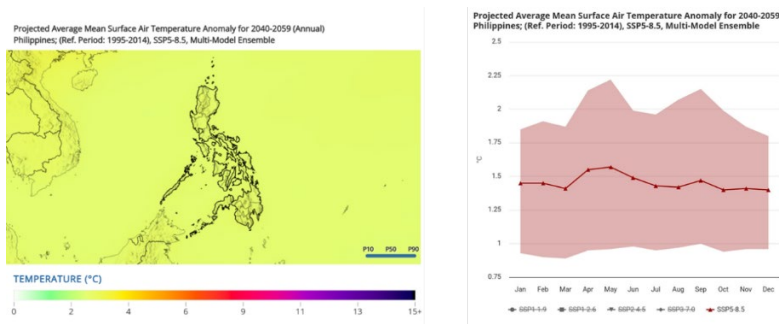 Projected Average Mean Surface Air Temperature Anomaly for 2040-2059 (Annual)
Philippines; (Ref. Period: 1995-2014), SSP5-8.5, Multi-Model Ensemble
P10 P50 P90
TEMPERATURE (°C)
0 2 4 6 9 11 13 15+
Projected Average Mean Surface Air Temperature Anomaly for 2040-2059
Philippines; (Ref. Period: 1995-2014), SSP5-8.5, Multi-Model Ensemble
2.5
2.25
2
1.75
1.5
1.25
1
0.75
°C
Jan Feb Mar Apr May Jun Jul Aug Sep Oct Nov Dec
SSP1-1.9 SSP1-2.6 SSP2-4.5 SSP3-7.0 SSP5-8.5